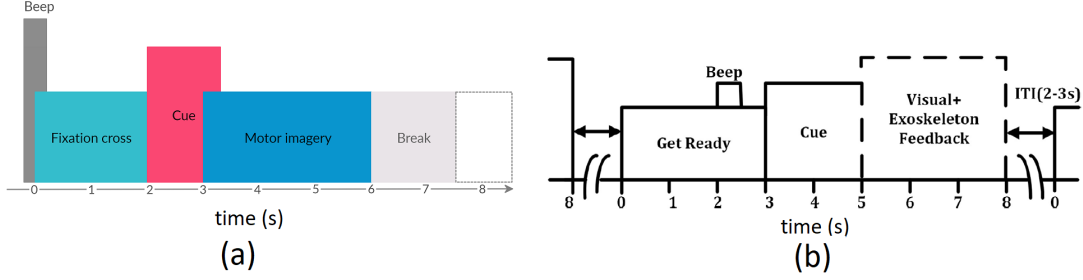 Beep
Fixation cross
Cue
Motor imagery
Break
0 1 2 3 4 5 6 7 8
time (s)
(a)
Beep
ITI(2-3s)
Visual+
Exoskeleton
Feedback
Get Ready
Cue
8 0 1 2 3 5 6 7 8 0
time (s)
(b)